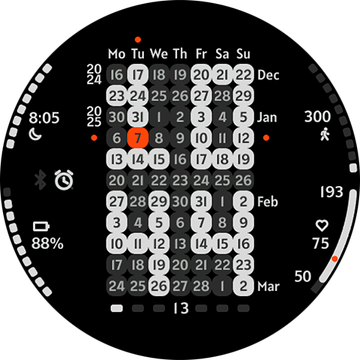 Mo Tu We Th Fr Sa Su
20 24 16 17 18 19 20 21 22 Dec
23 24 25 26 27 28 29
20 25 30 31 1 2 3 4 5 Jan
8:05 300
6 7 8 9 10 11 12
13 14 15 16 17 18 19
20 21 22 23 24 25 26
193
27 28 29 30 31 1 2 Feb
3 4 5 6 7 8 9
88% 10 11 12 13 14 15 16 75
17 18 19 20 21 22 23
50
24 25 26 27 28 1 2 Mar
13